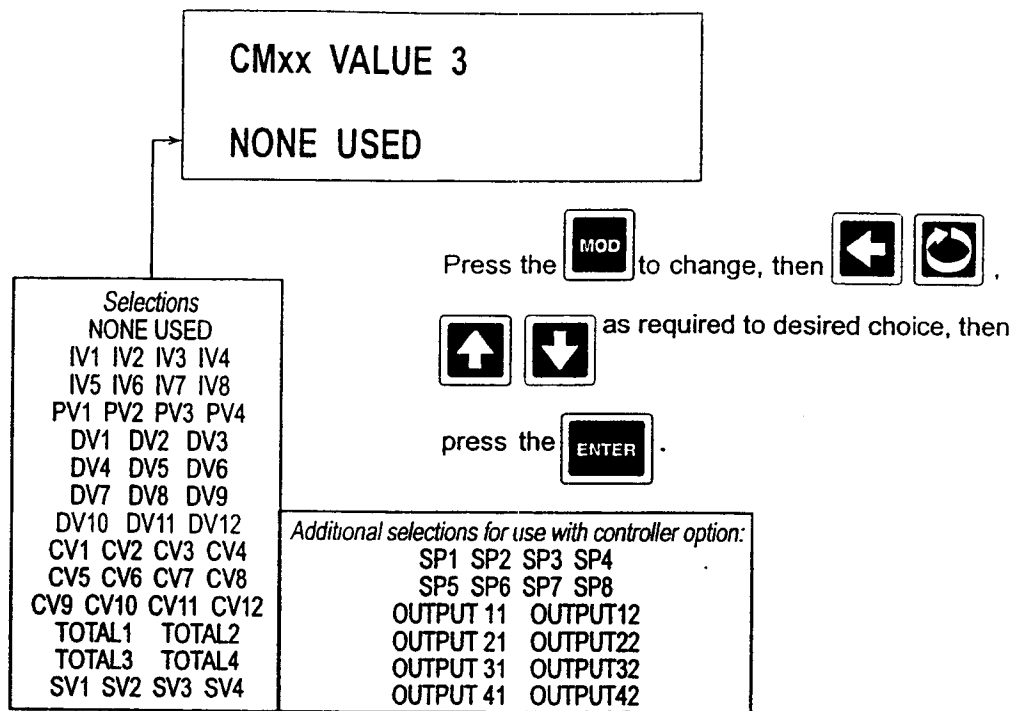 CMxx VALUE 3
NONE USED
Press the MOD to change, then ,
as required to desired choice, then
press the ENTER .
Selections
NONE USED
IV1 IV2 IV3 IV4
IV5 IV6 IV7 IV8
PV1 PV2 PV3 PV4
DV1 DV2 DV3
DV4 DV5 DV6
DV7 DV8 DV9
DV10 DV11 DV12
CV1 CV2 CV3 CV4
CV5 CV6 CV7 CV8
CV9 CV10 CV11 CV12
TOTAL1 TOTAL2
TOTAL3 TOTAL4
SV1 SV2 SV3 SV4
Additional selections for use with controller option:
SP1 SP2 SP3 SP4
SP5 SP6 SP7 SP8
OUTPUT 11 OUTPUT12
OUTPUT 21 OUTPUT22
OUTPUT 31 OUTPUT32
OUTPUT 41 OUTPUT42